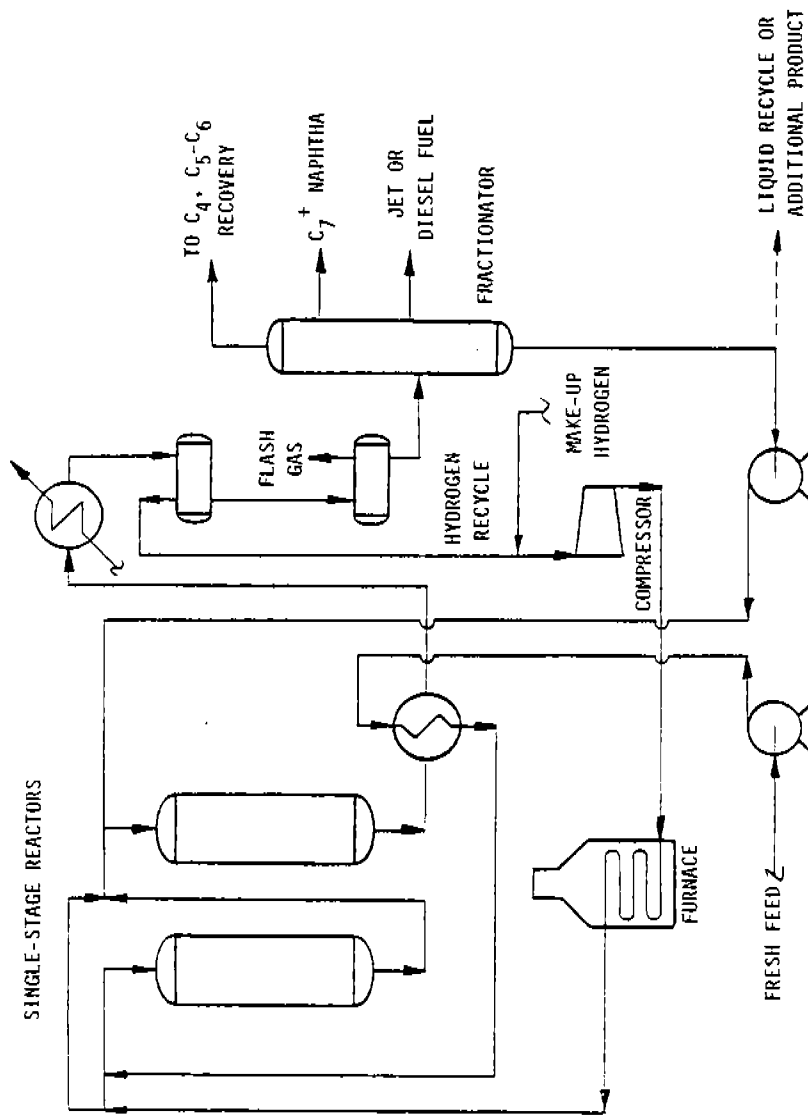 SINGLE-STAGE REACTORS
TO C₄, C₅-C₆
RECOVERY
C₇⁺ NAPHTHA
JET OR
DIESEL FUEL
FRACTIONATOR
FLASH
GAS
HYDROGEN
RECYCLE
MAKE-UP
HYDROGEN
COMPRESSOR
FURNACE
FRESH FEED
LIQUID RECYCLE OR
ADDITIONAL PRODUCT